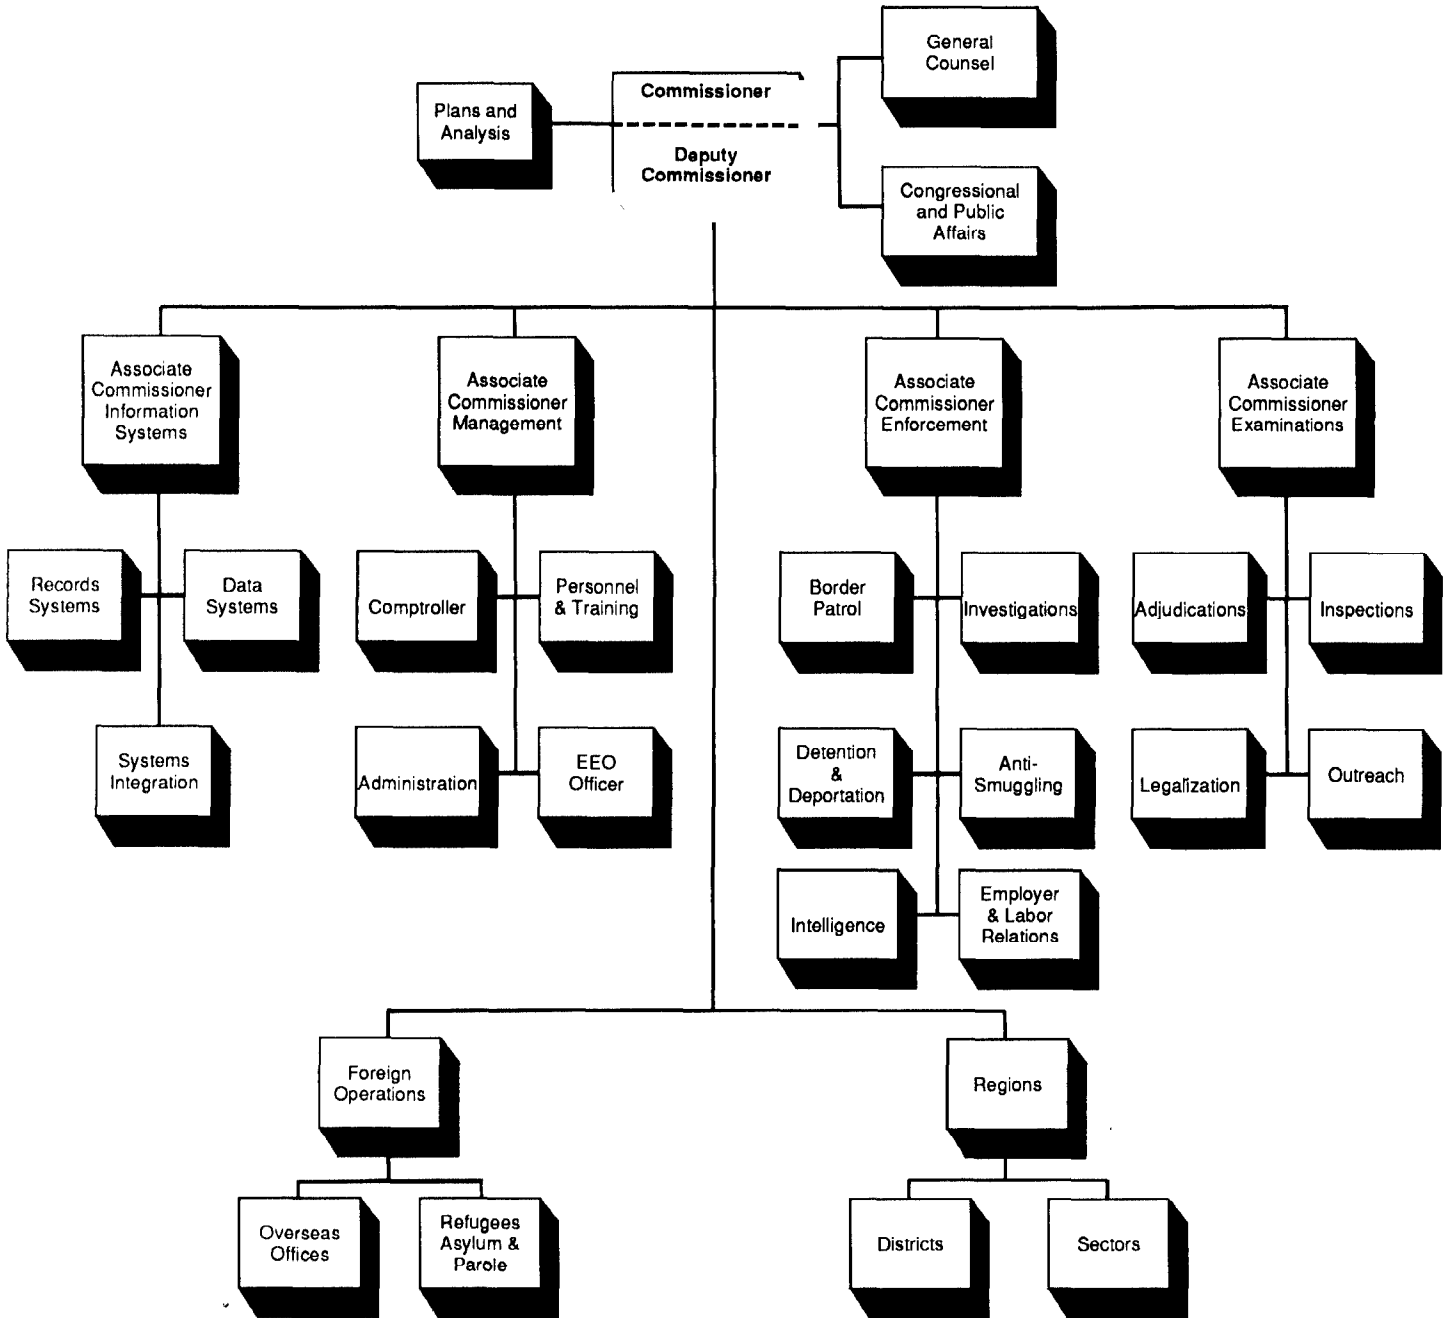 General
Counsel
Commissioner
Plans and
Analysis
Deputy
Commissioner
Congressional
and Public
Affairs
Associate
Commissioner
Information
Systems
Associate
Commissioner
Management
Associate
Commissioner
Enforcement
Associate
Commissioner
Examinations
Records
Systems
Data
Systems
Comptroller
Personnel
& Training
Border
Patrol
Investigations
Adjudications
Inspections
Systems
Integration
Administration
EEO
Officer
Detention
&
Deportation
Anti-
Smuggling
Legalization
Outreach
Intelligence
Employer
& Labor
Relations
Foreign
Operations
Regions
Overseas
Offices
Refugees
Asylum &
Parole
Districts
Sectors